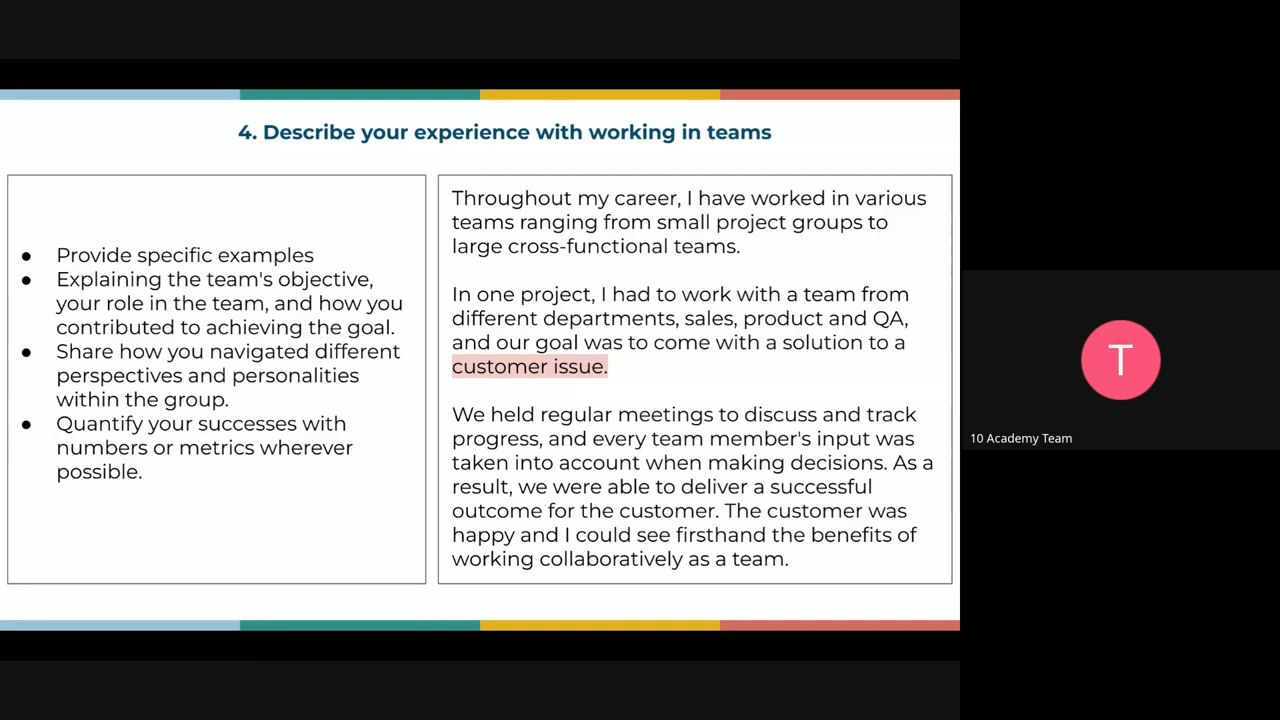 4. Describe your experience with working in teams
● Provide specific examples
● Explaining the team's objective,
your role in the team, and how you
contributed to achieving the goal.
● Share how you navigated different
perspectives and personalities
within the group.
● Quantify your successes with
numbers or metrics wherever
possible.
Throughout my career, I have worked in various
teams ranging from small project groups to
large cross-functional teams.
In one project, I had to work with a team from
different departments, sales, product and QA,
and our goal was to come with a solution to a
customer issue.
We held regular meetings to discuss and track
progress, and every team member's input was
taken into account when making decisions. As a
result, we were able to deliver a successful
outcome for the customer. The customer was
happy and I could see firsthand the benefits of
working collaboratively as a team.
T
10 Academy Team